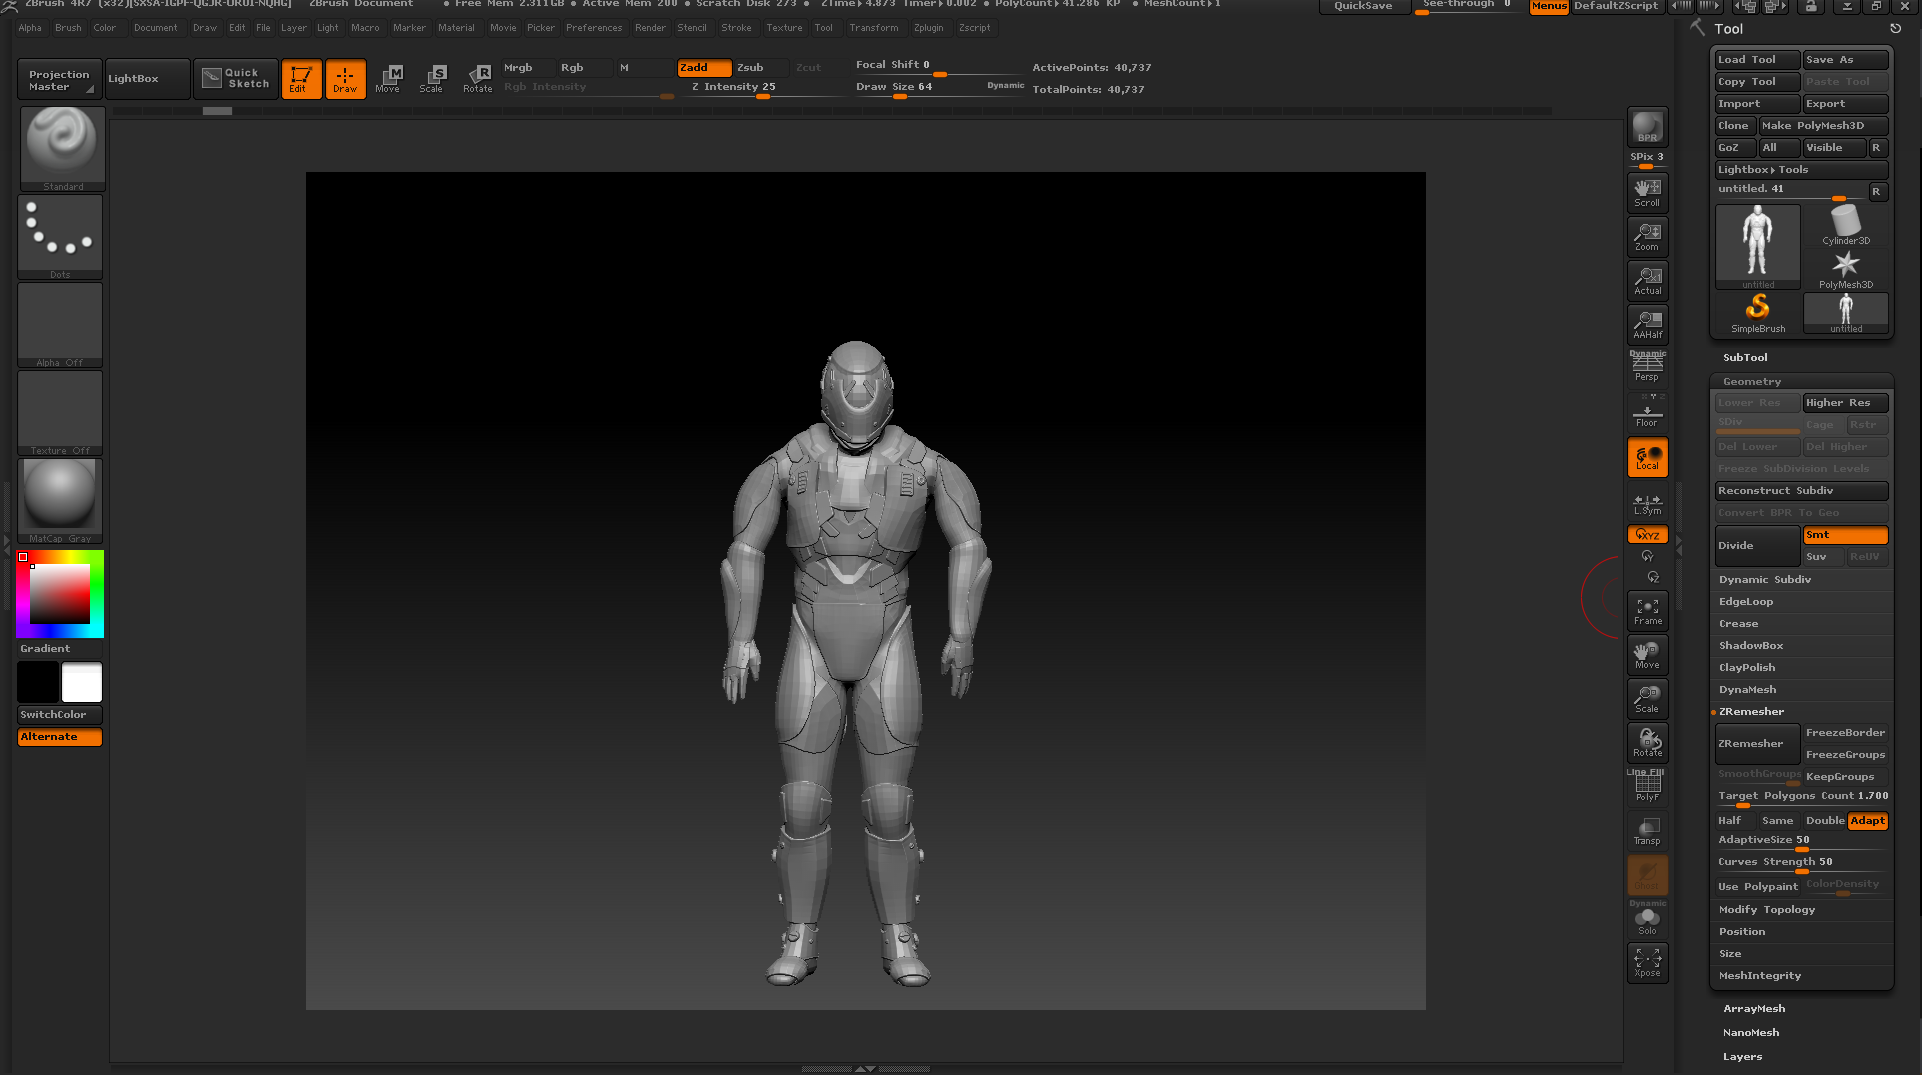 ZBrush 4R7 (x32)
ZBrush Document • Free Mem 2.311GB • Active Mem 200 • Scratch Disk 273 • ZTime▸4.873 Timer▸0.002 • PolyCount▸41.286 KP • MeshCount▸1
QuickSave See-through 0 Menus DefaultZScript
Alpha Brush Color Document Draw Edit File Layer Light Macro Marker Material Movie Picker Preferences Render Stencil Stroke Texture Tool Transform Zplugin Zscript
Projection Master
LightBox
Quick Sketch
Edit
Draw
Move
Scale
Rotate
Mrgb Rgb M Zadd Zsub Zcut
Rgb Intensity
Z Intensity 25
Focal Shift 0
Draw Size 64
Dynamic
ActivePoints: 40,737
TotalPoints: 40,737
Standard
Dots
Alpha Off
Texture Off
MatCap Gray
Gradient
SwitchColor
Alternate
BPR
SPix 3
Scroll
Zoom
Actual
AAHalf
Dynamic
Persp
Floor
Local
L.Sym
XYZ
Y
Z
Frame
Move
Scale
Rotate
Line Fill
PolyF
Transp
Ghost
Dynamic
Solo
Xpose
Tool
Load Tool Save As
Copy Tool Paste Tool
Import Export
Clone Make PolyMesh3D
GoZ All Visible R
Lightbox▸Tools
untitled. 41 R
untitled
Cylinder3D
PolyMesh3D
SimpleBrush
untitled
SubTool
Geometry
Lower Res Higher Res
SDiv Cage Rstr
Del Lower Del Higher
Freeze SubDivision Levels
Reconstruct Subdiv
Convert BPR To Geo
Divide Smt
Suv ReUV
Dynamic Subdiv
EdgeLoop
Crease
ShadowBox
ClayPolish
DynaMesh
ZRemesher
ZRemesher FreezeBorder
FreezeGroups
SmoothGroups KeepGroups
Target Polygons Count 1.700
Half Same Double Adapt
AdaptiveSize 50
Curves Strength 50
Use Polypaint ColorDensity
Modify Topology
Position
Size
MeshIntegrity
ArrayMesh
NanoMesh
Layers